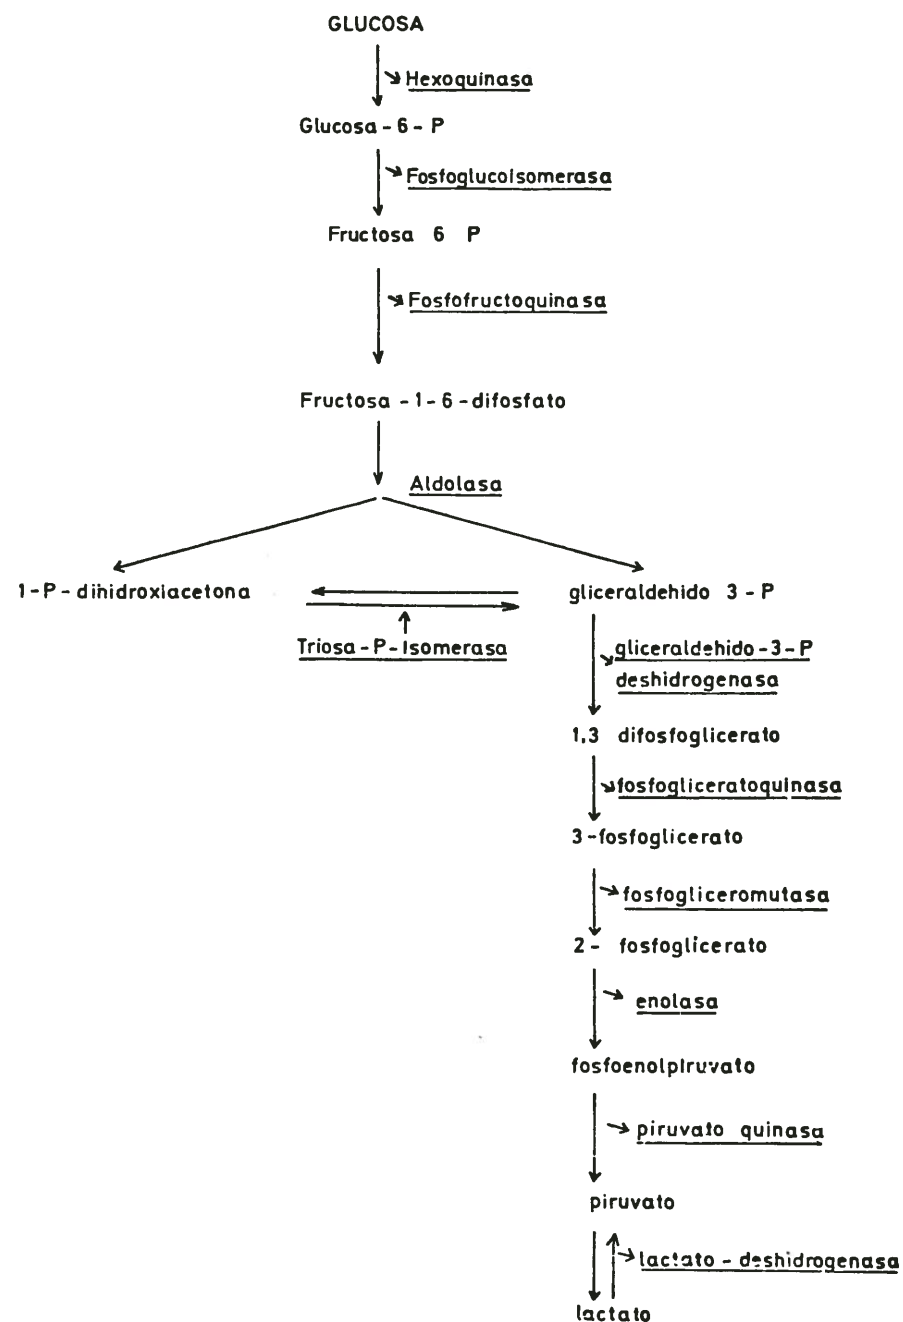 GLUCOSA
Hexoquinasa
Glucosa-6-P
Fosfoglucoisomerasa
Fructosa 6 P
Fosfofructoquinasa
Fructosa-1-6-difosfato
Aldolasa
1-P-dihidroxiacetona
gliceraldehido 3-P
Triosa-P-Isomerasa
gliceraldehido-3-P
deshidrogenasa
1,3 difosfoglicerato
fosfogliceratoquinasa
3-fosfoglicerato
fosfogliceromutasa
2- fosfoglicerato
enolasa
fosfoenolpiruvato
piruvato quinasa
piruvato
lactato-deshidrogenasa
lactato